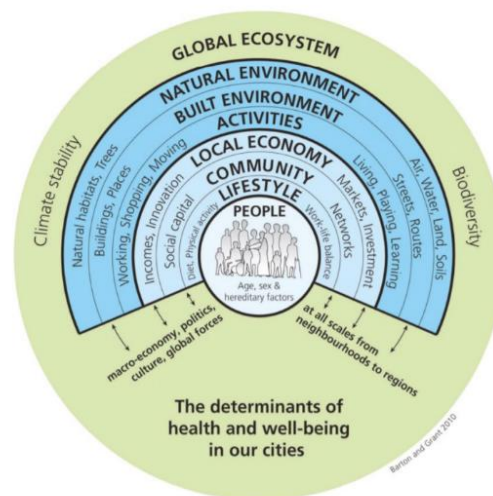 GLOBAL ECOSYSTEM
NATURAL ENVIRONMENT
BUILT ENVIRONMENT
ACTIVITIES
LOCAL ECONOMY
COMMUNITY
LIFESTYLE
PEOPLE
Age, sex &
hereditary factors
Climate stability
Natural habitats, Trees
Buildings, Places
Working, Shopping, Moving
Incomes, Innovation
Social capital
Diet, Physical activity
Work-life balance
Networks
Markets, Investment
Living, Playing, Learning
Streets, Routes
Air, Water, Land, Soils
Biodiversity
macro-economy, politics,
culture, global forces
at all scales from
neighbourhoods to regions
The determinants of
health and well-being
in our cities
Barton and Grant 2010